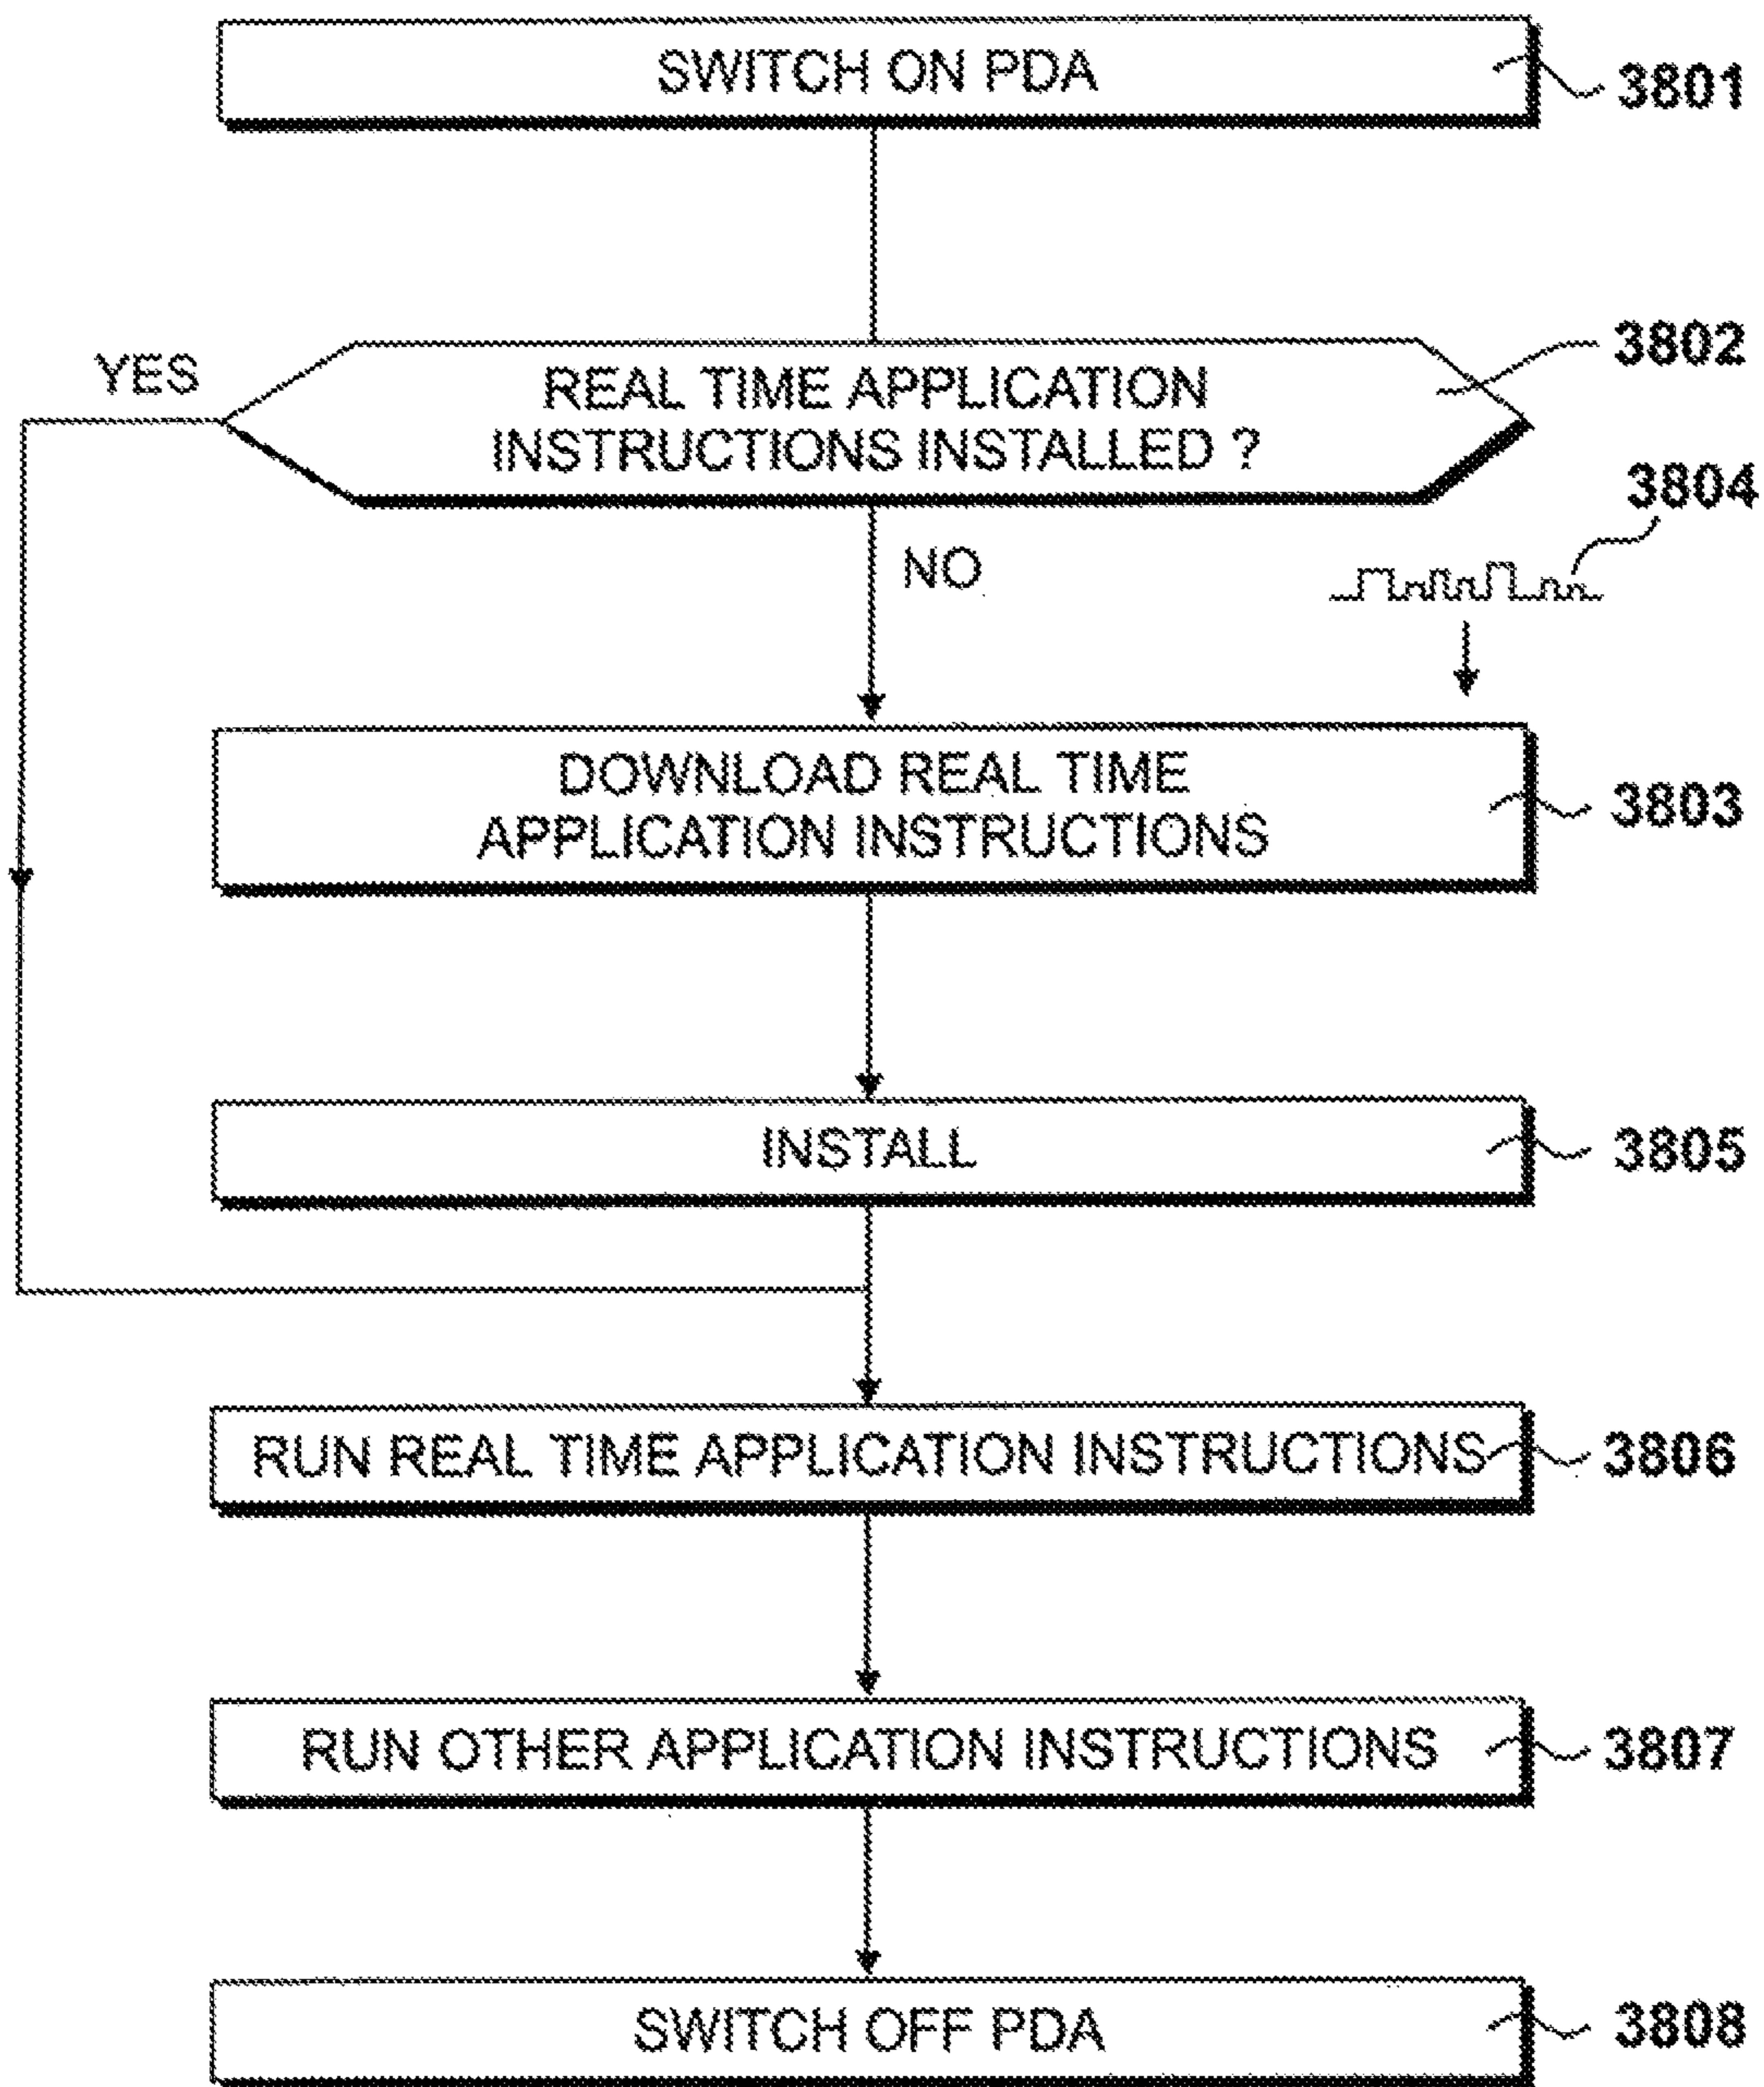 SWITCH ON PDA
3801
YES
REAL TIME APPLICATION
INSTRUCTIONS INSTALLED ?
3802
3804
NO
DOWNLOAD REAL TIME
APPLICATION INSTRUCTIONS
3803
INSTALL
3805
RUN REAL TIME APPLICATION INSTRUCTIONS
3806
RUN OTHER APPLICATION INSTRUCTIONS
3807
SWITCH OFF PDA
3808